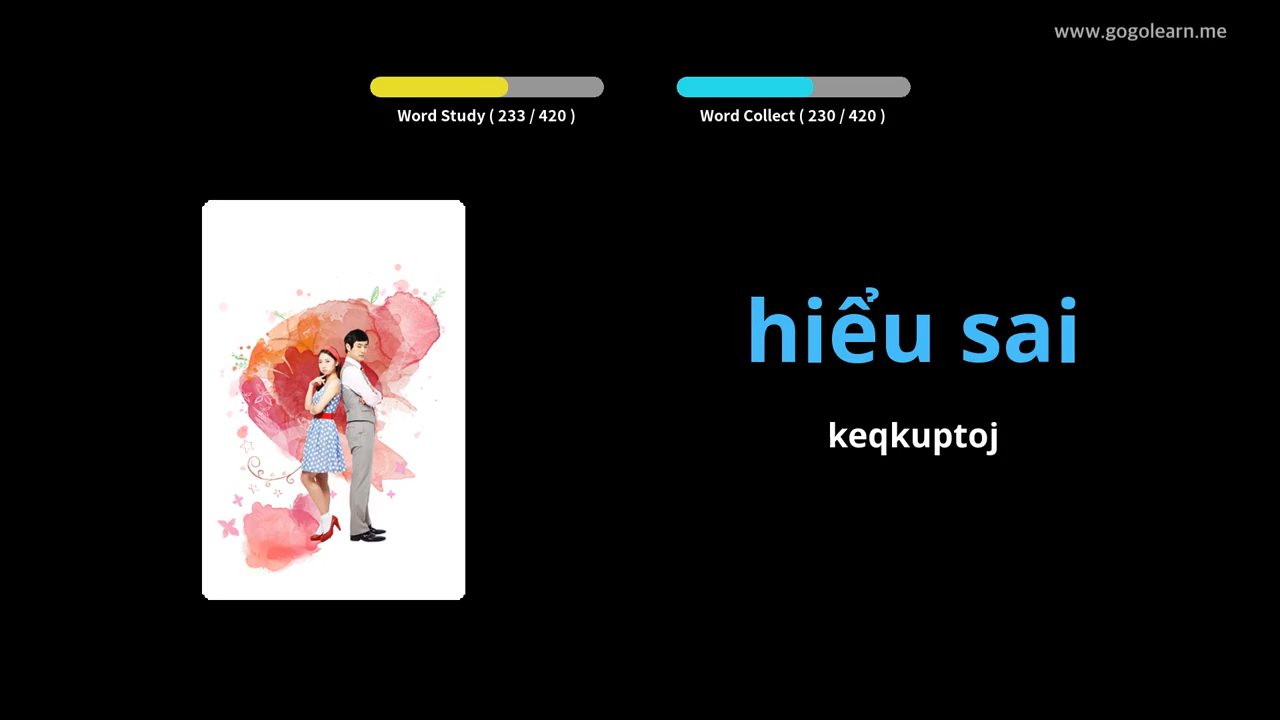 www.gogolearn.me
Word Study ( 233 / 420 )
Word Collect ( 230 / 420 )
hiểu sai
keqkuptoj